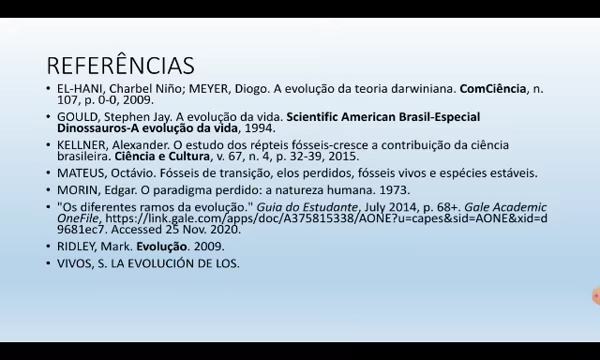 REFERÊNCIAS
• EL-HANI, Charbel Niño; MEYER, Diogo. A evolução da teoria darwiniana. ComCiência, n.
107, p. 0-0, 2009.
• GOULD, Stephen Jay. A evolução da vida. Scientific American Brasil-Especial
Dinossauros-A evolução da vida, 1994.
• KELLNER, Alexander. O estudo dos répteis fósseis-cresce a contribuição da ciência
brasileira. Ciência e Cultura, v. 67, n. 4, p. 32-39, 2015.
• MATEUS, Octávio. Fósseis de transição, elos perdidos, fósseis vivos e espécies estáveis.
• MORIN, Edgar. O paradigma perdido: a natureza humana. 1973.
• "Os diferentes ramos da evolução." Guia do Estudante, July 2014, p. 68+. Gale Academic
OneFile, https://link.gale.com/apps/doc/A375815338/AONE?u=capes&sid=AONE&xid=d
9681ec7. Accessed 25 Nov. 2020.
• RIDLEY, Mark. Evolução. 2009.
• VIVOS, S. LA EVOLUCIÓN DE LOS.